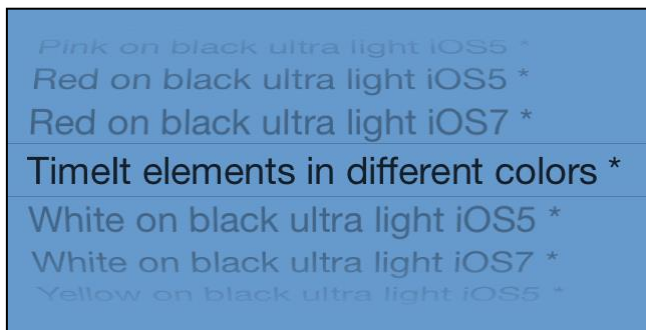 Pink on black ultra light iOS5 *
Red on black ultra light iOS5 *
Red on black ultra light iOS7 *
TimeIt elements in different colors *
White on black ultra light iOS5 *
White on black ultra light iOS7 *
Yellow on black ultra light iOS5 *